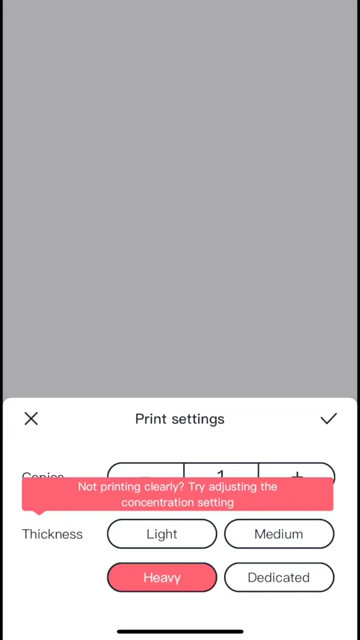 Print settings
Copies
1
+
Not printing clearly? Try adjusting the
concentration setting
Thickness
Light
Medium
Heavy
Dedicated